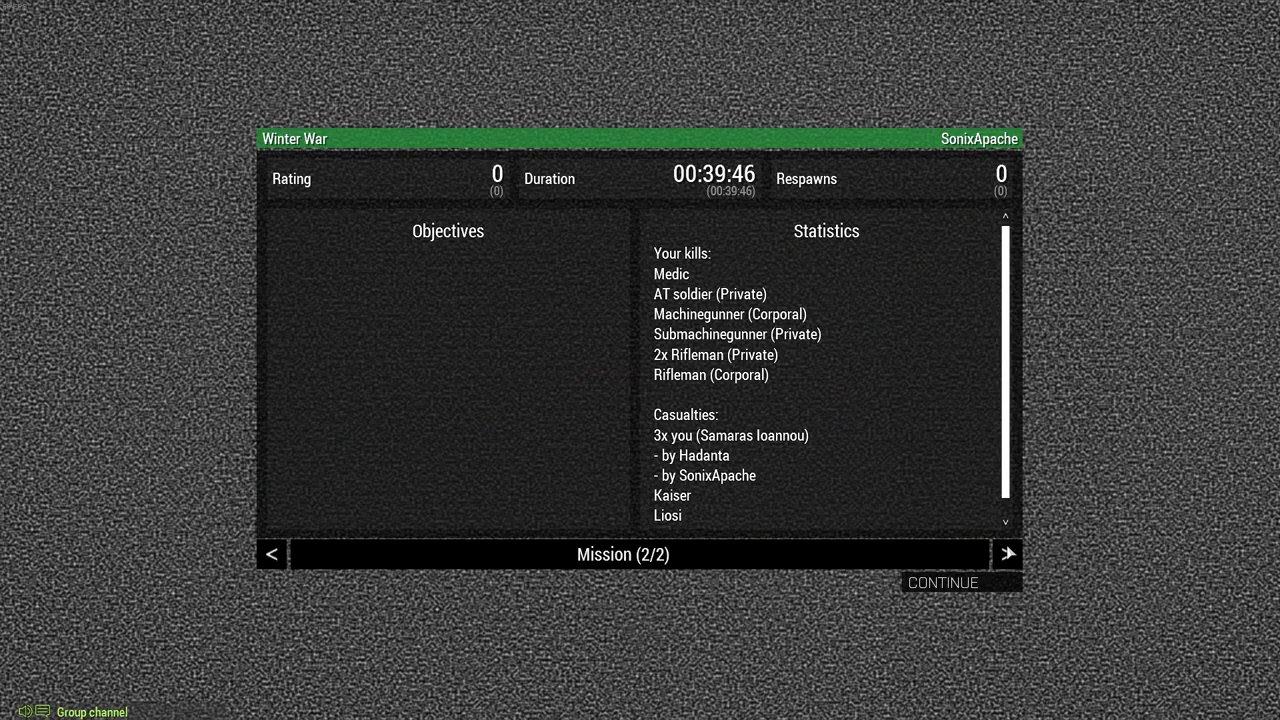 Winter War
SonixApache
Rating
0
(0)
Duration
00:39:46
(00:39:46)
Respawns
0
(0)
Objectives
Statistics
Your kills:
Medic
AT soldier (Private)
Machinegunner (Corporal)
Submachinegunner (Private)
2x Rifleman (Private)
Rifleman (Corporal)
Casualties:
3x you (Samaras Ioannou)
- by Hadanta
- by SonixApache
Kaiser
Liosi
< Mission (2/2) >
CONTINUE
Group channel